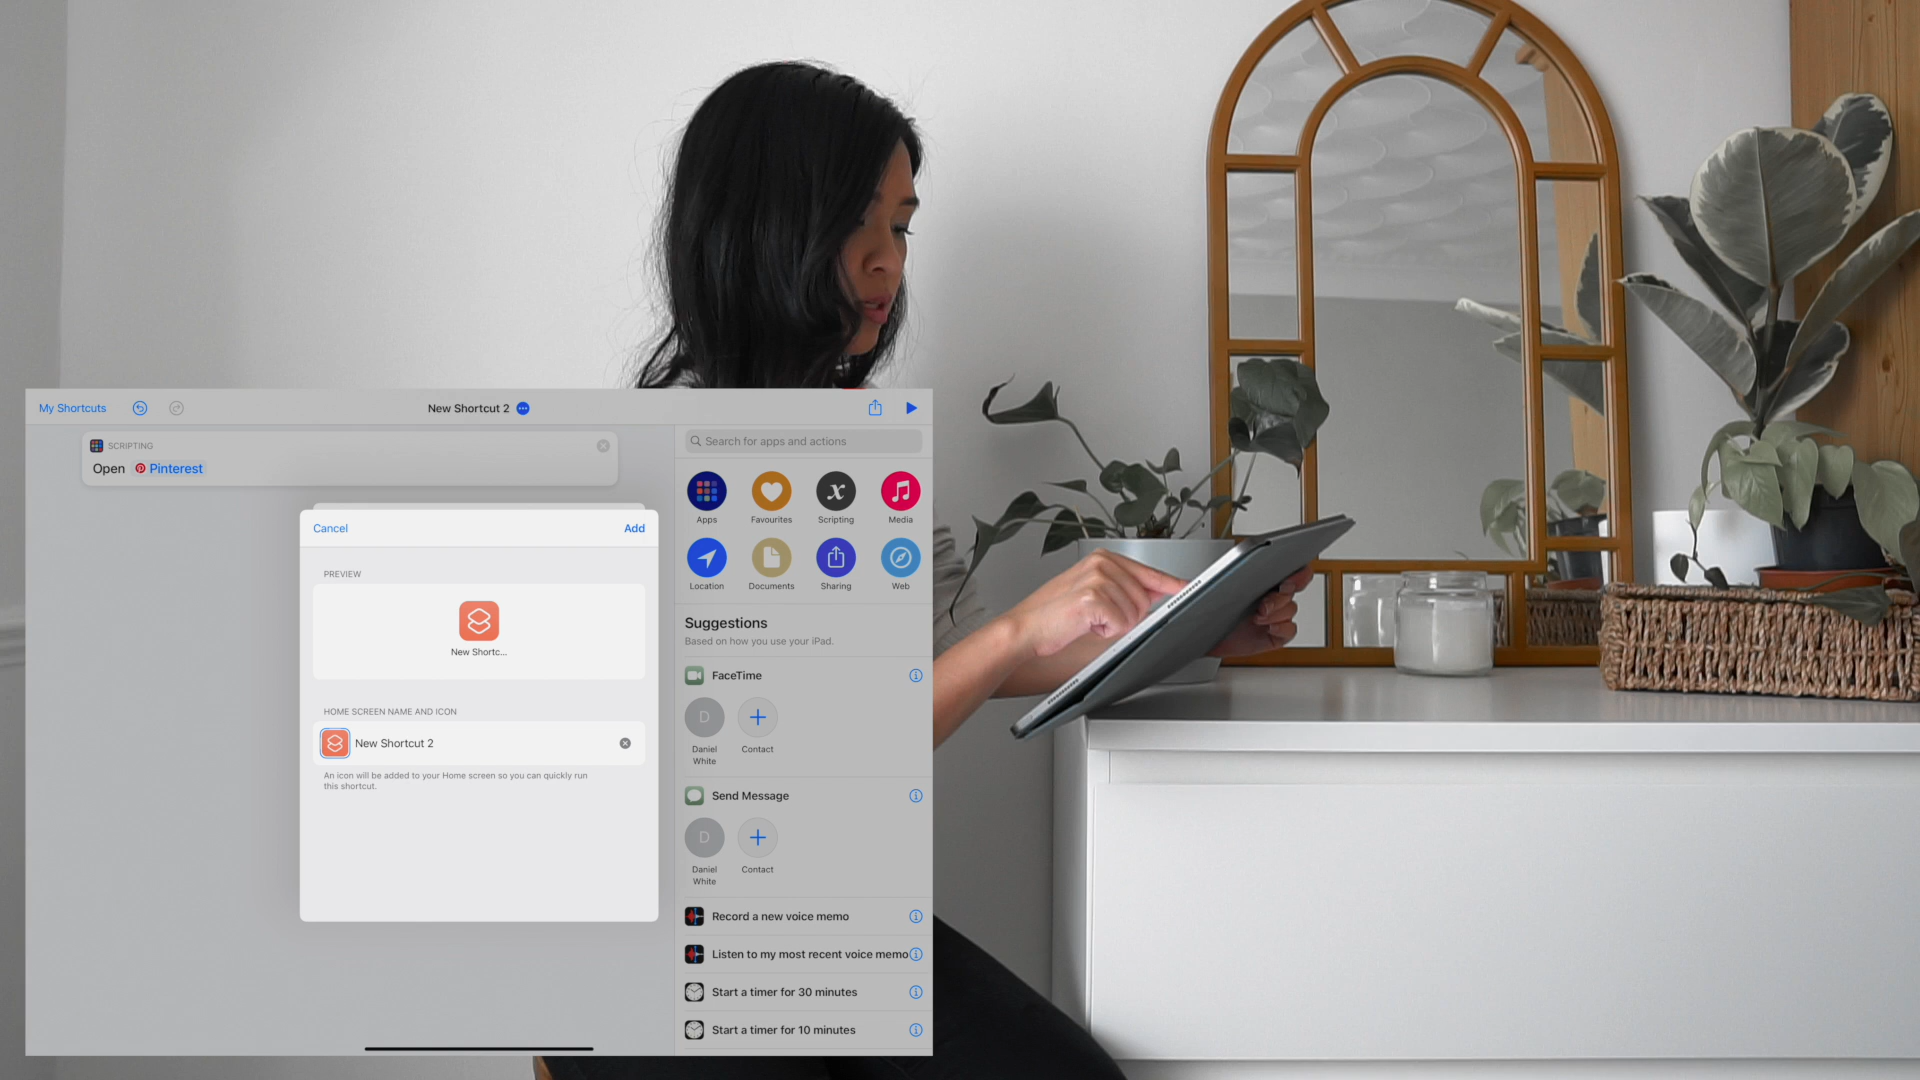 My Shortcuts
New Shortcut 2
SCRIPTING
Open Pinterest
Cancel
Add
PREVIEW
New Shortc...
HOME SCREEN NAME AND ICON
New Shortcut 2
An icon will be added to your Home screen so you can quickly run
this shortcut.
Search for apps and actions
Apps
Favourites
Scripting
Media
Location
Documents
Sharing
Web
Suggestions
Based on how you use your iPad.
FaceTime
D
Daniel
White
Contact
Send Message
D
Daniel
White
Contact
Record a new voice memo
Listen to my most recent voice memo
Start a timer for 30 minutes
Start a timer for 10 minutes